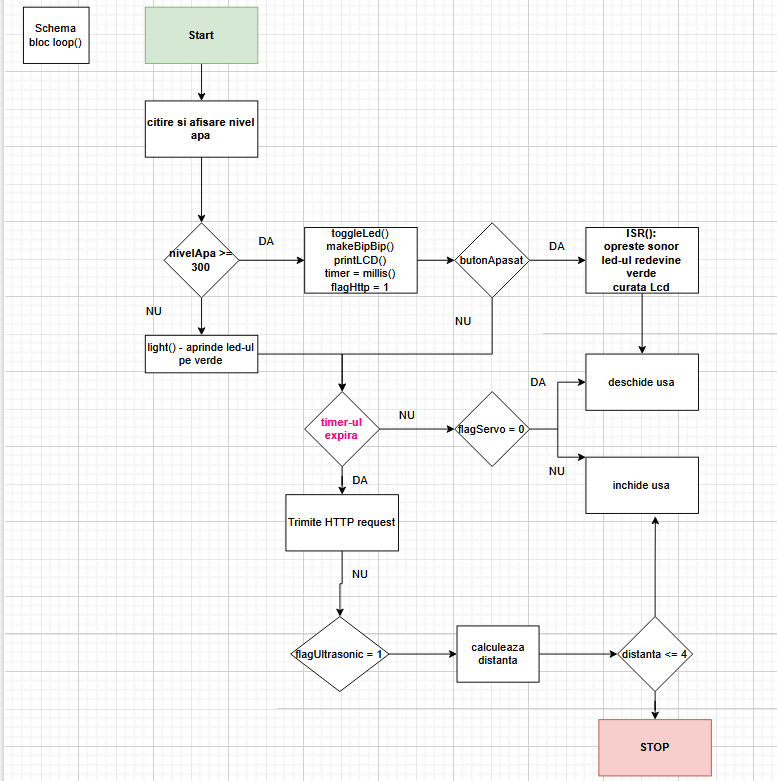 Schema
bloc loop()
Start
citire si afisare nivel
apa
nivelApa >=
300
DA
toggleLed()
makeBipBip()
printLCD()
timer = millis()
flagHttp = 1
butonApasat
DA
ISR():
opreste sonor
led-ul redevine
verde
curata Lcd
NU
NU
light() - aprinde led-ul
pe verde
deschide usa
timer-ul
expira
NU
flagServo = 0
DA
NU
inchide usa
DA
Trimite HTTP request
NU
flagUltrasonic = 1
calculeaza
distanta
distanta <= 4
STOP